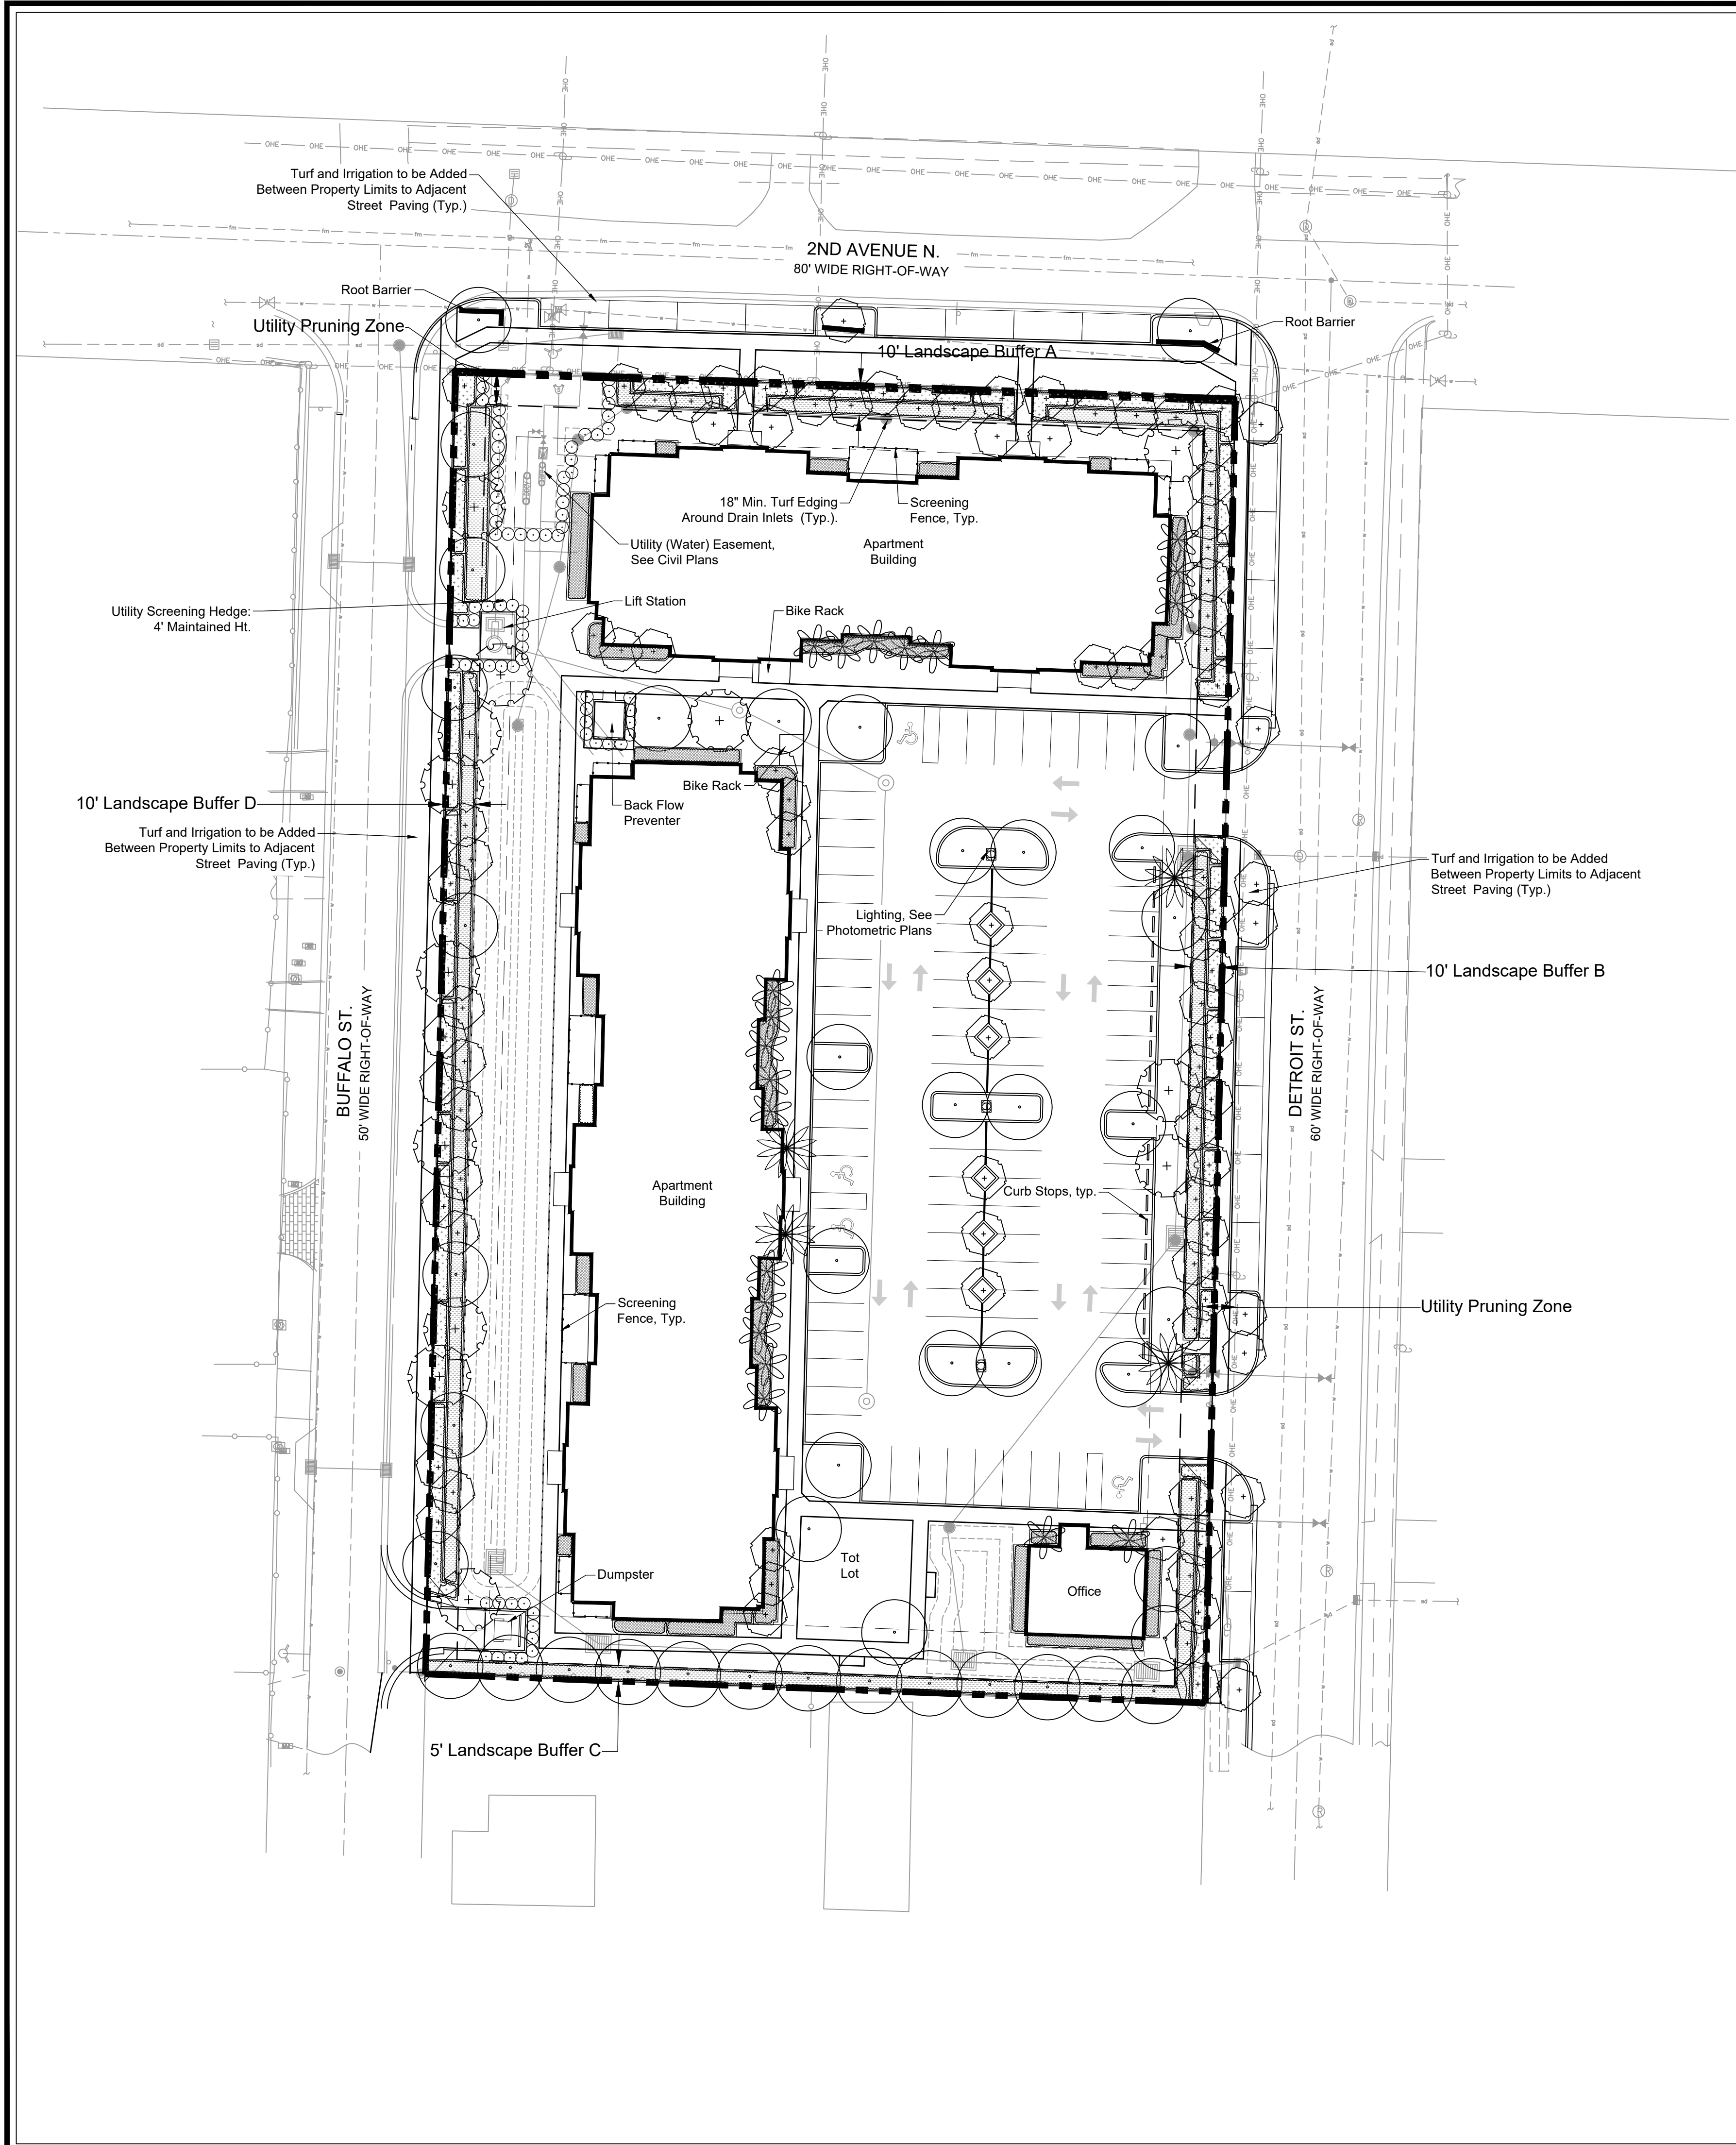 Turf and Irrigation to be Added
Between Property Limits to Adjacent
Street Paving (Typ.)
2ND AVENUE N.
80' WIDE RIGHT-OF-WAY
Root Barrier
Utility Pruning Zone
Root Barrier
10' Landscape Buffer A
18" Min. Turf Edging
Around Drain Inlets (Typ.).
Screening
Fence, Typ.
Utility (Water) Easement,
See Civil Plans
Apartment
Building
Utility Screening Hedge:
4' Maintained Ht.
Lift Station
Bike Rack
Bike Rack
Back Flow
Preventer
10' Landscape Buffer D
Turf and Irrigation to be Added
Between Property Limits to Adjacent
Street Paving (Typ.)
Turf and Irrigation to be Added
Between Property Limits to Adjacent
Street Paving (Typ.)
Lighting, See
Photometric Plans
10' Landscape Buffer B
BUFFALO ST.
50' WIDE RIGHT-OF-WAY
DETROIT ST.
60' WIDE RIGHT-OF-WAY
Apartment
Building
Curb Stops, typ.
Screening
Fence, Typ.
Utility Pruning Zone
Tot
Lot
Dumpster
Office
5' Landscape Buffer C